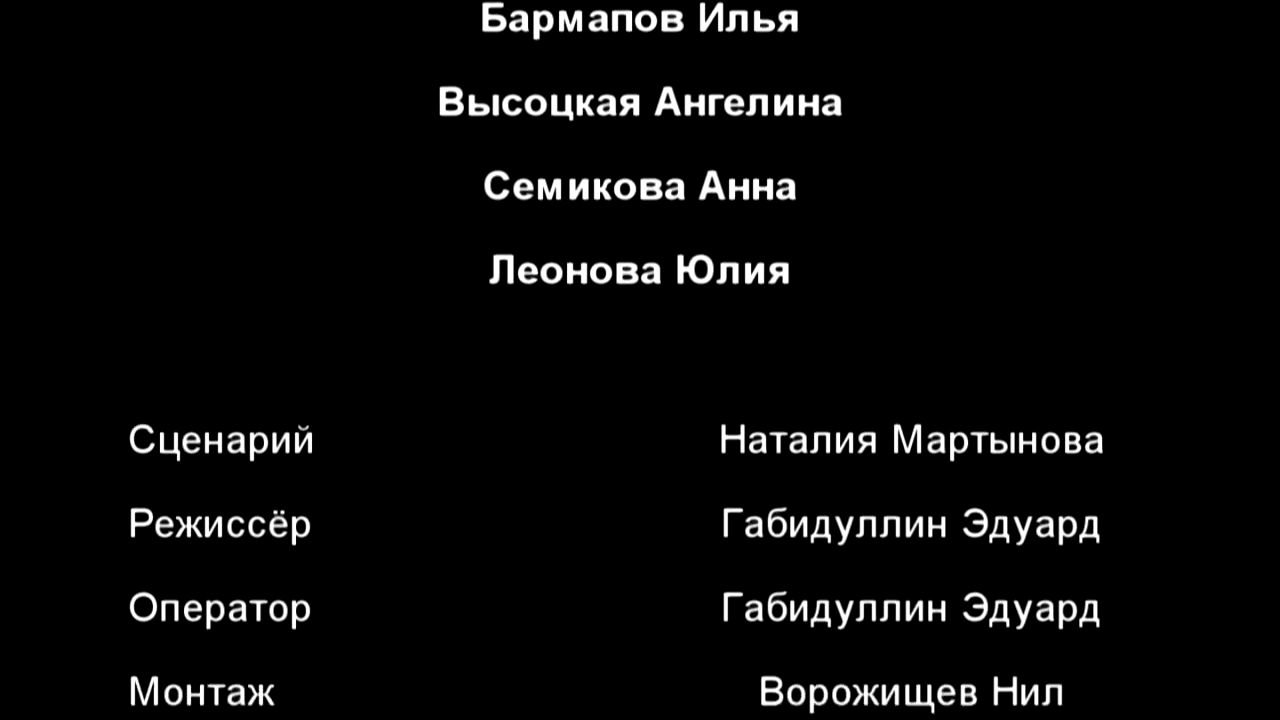 Бармапов Илья
Высоцкая Ангелина
Семикова Анна
Леонова Юлия
Сценарий Наталия Мартынова
Режиссёр Габидуллин Эдуард
Оператор Габидуллин Эдуард
Монтаж Ворожищев Нил